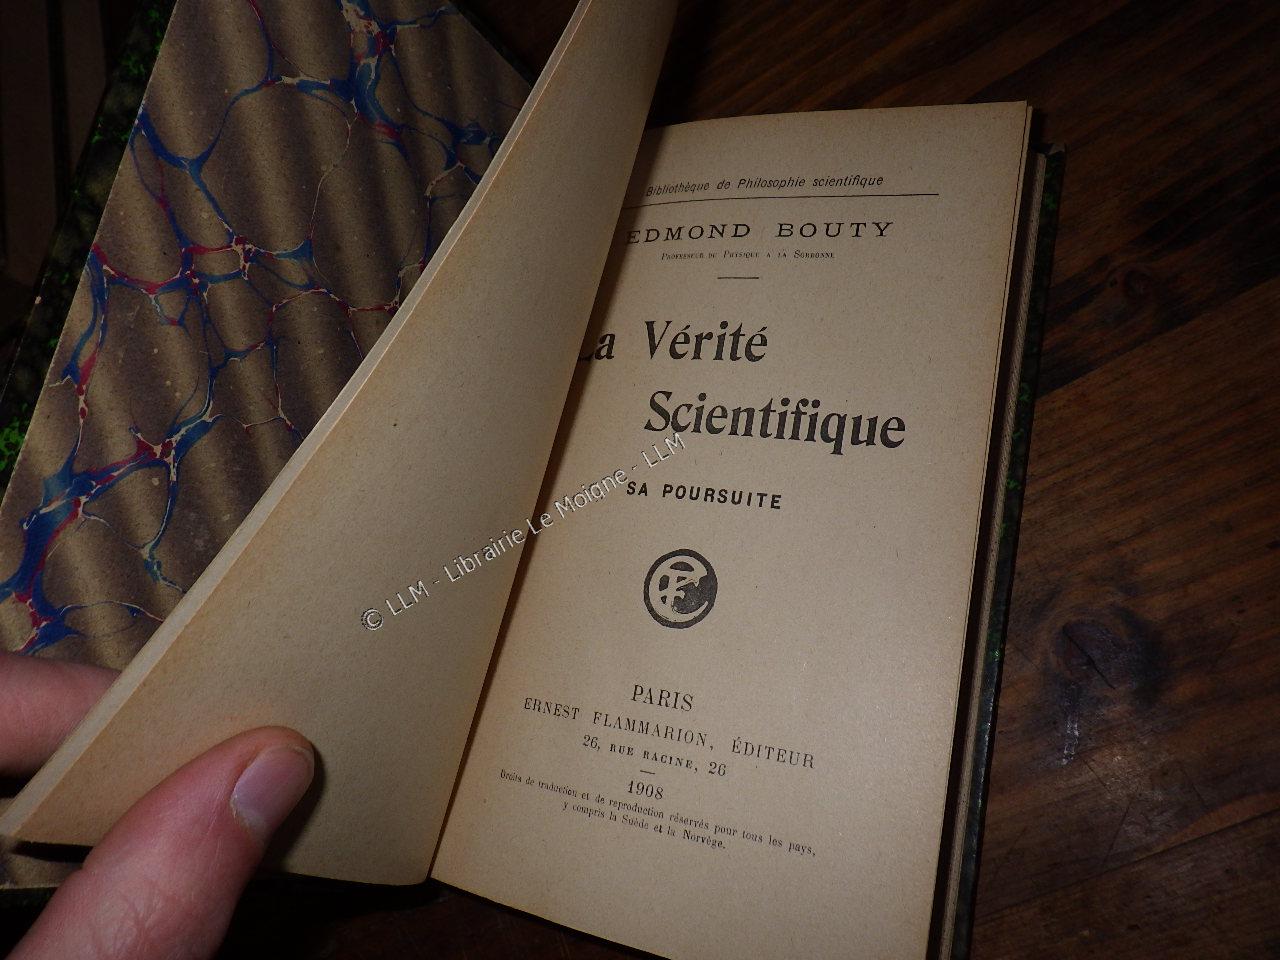 Bibliothèque de Philosophie scientifique
EDMOND BOUTY
Professeur de Physique a la Sorbonne
La Vérité
Scientifique
SA POURSUITE
© LLM - Librairie Le Moigne - LLM
PARIS
ERNEST FLAMMARION, ÉDITEUR
26, RUE RACINE, 26
1908
Droits de traduction et de reproduction réservés pour tous les pays,
y compris la Suède et la Norvège.